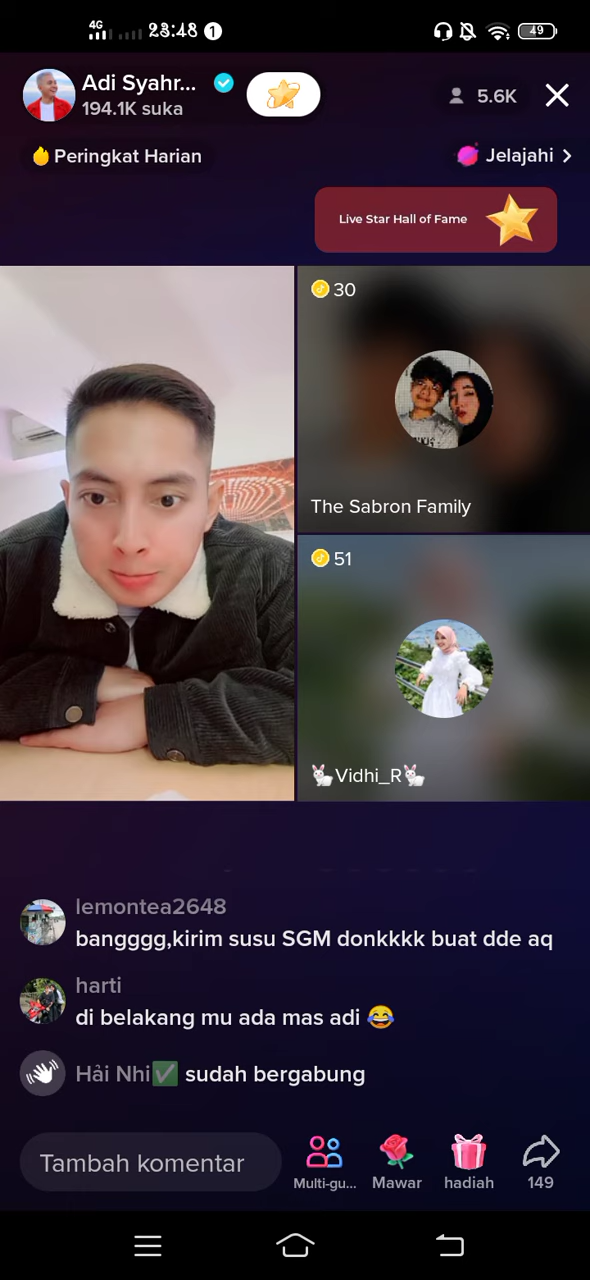 4G
23:48
1
49
Adi Syahr...
194.1K suka
5.6K
Peringkat Harian
Jelajahi >
Live Star Hall of Fame
30
The Sabron Family
51
🐇Vidhi_R🐇
lemontea2648
bangggg,kirim susu SGM donkkkk buat dde aq
harti
di belakang mu ada mas adi 😂
Hải Nhi✅ sudah bergabung
Tambah komentar
Multi-gu...
Mawar
hadiah
149